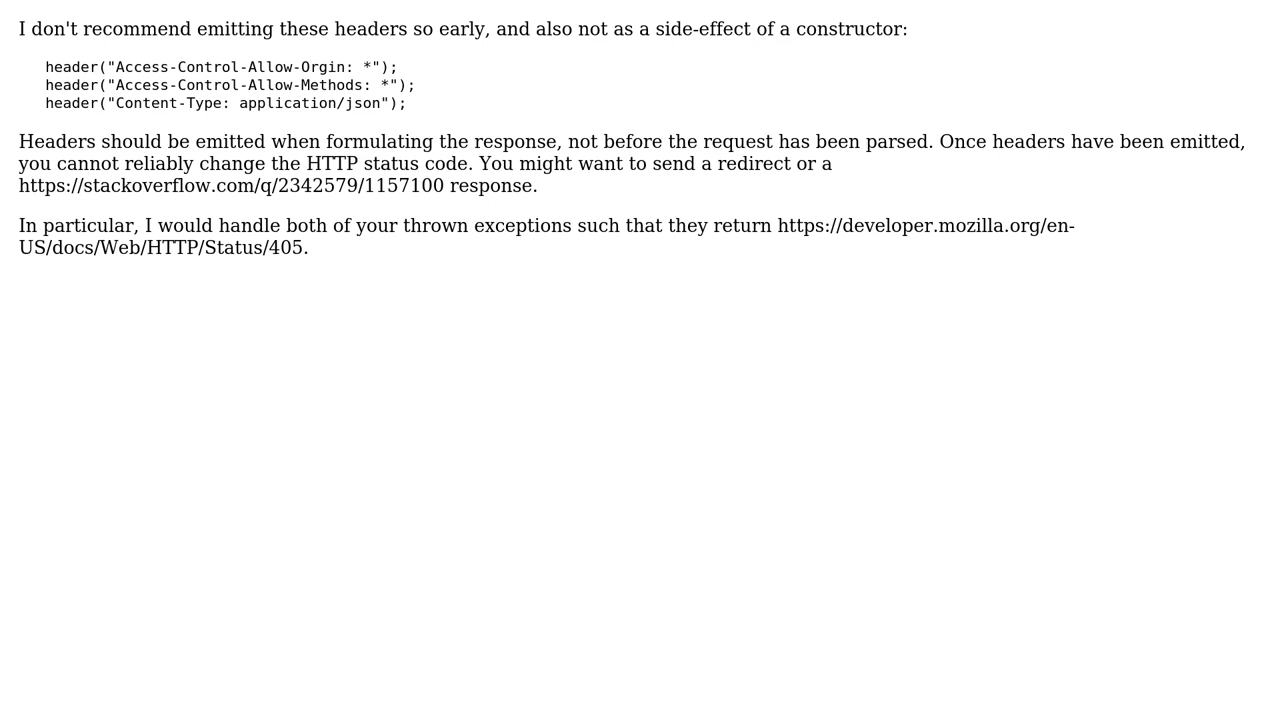 I don't recommend emitting these headers so early, and also not as a side-effect of a constructor:
header("Access-Control-Allow-Orgin: *");
header("Access-Control-Allow-Methods: *");
header("Content-Type: application/json");
Headers should be emitted when formulating the response, not before the request has been parsed. Once headers have been emitted,
you cannot reliably change the HTTP status code. You might want to send a redirect or a
https://stackoverflow.com/q/2342579/1157100 response.
In particular, I would handle both of your thrown exceptions such that they return https://developer.mozilla.org/en-
US/docs/Web/HTTP/Status/405.